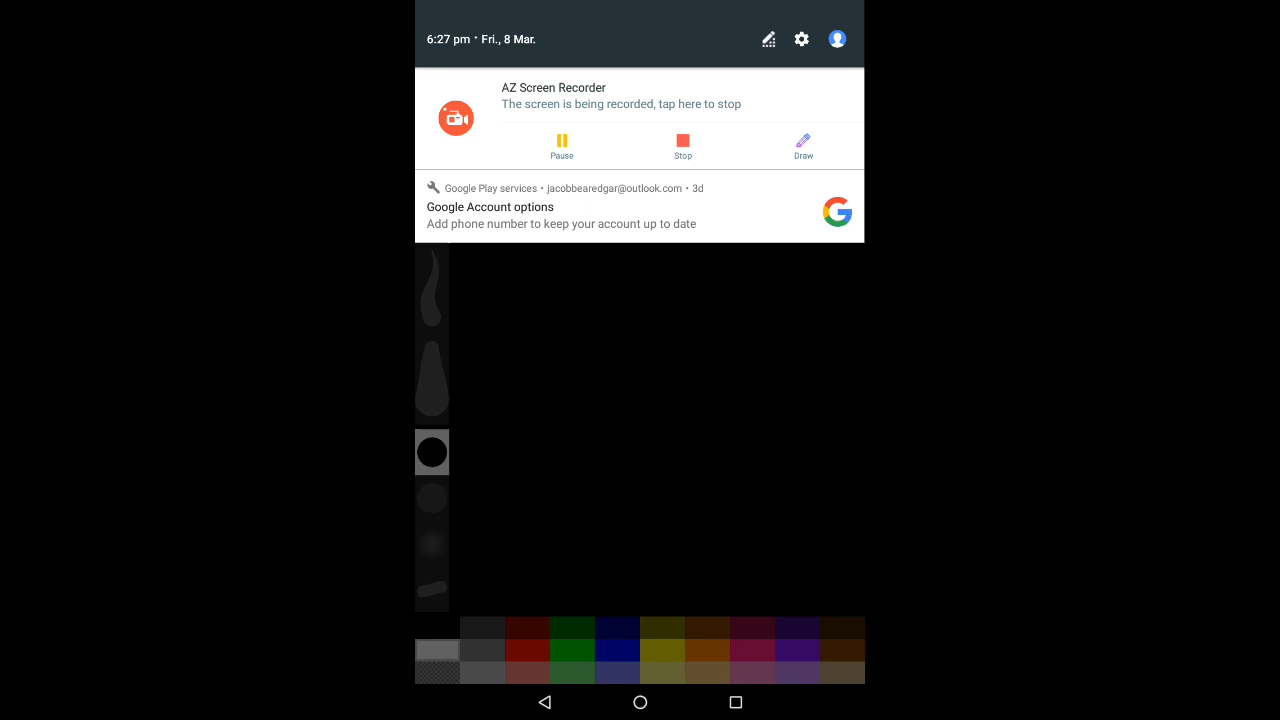 6:27 pm • Fri., 8 Mar.
AZ Screen Recorder
The screen is being recorded, tap here to stop
Pause
Stop
Draw
Google Play services • jacobbearedgar@outlook.com • 3d
Google Account options
Add phone number to keep your account up to date